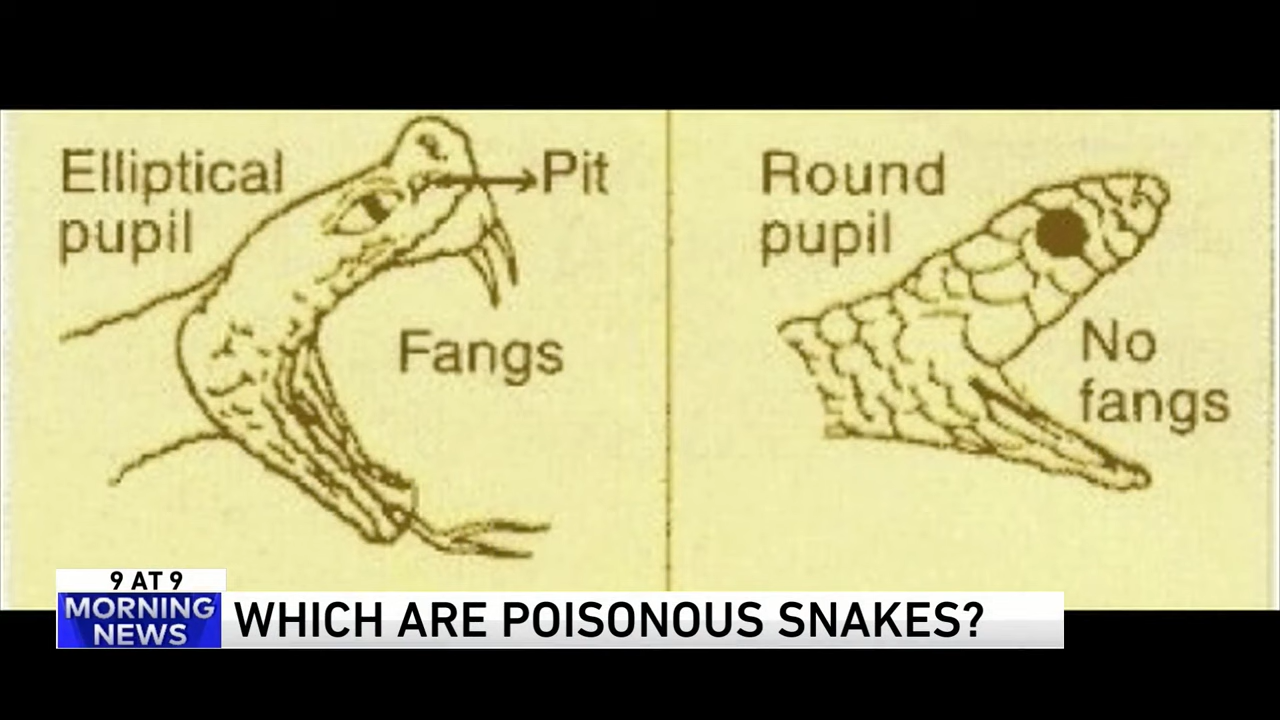 Elliptical
pupil
Pit
Fangs
Round
pupil
No
fangs
9 AT 9
MORNING
NEWS
WHICH ARE POISONOUS SNAKES?